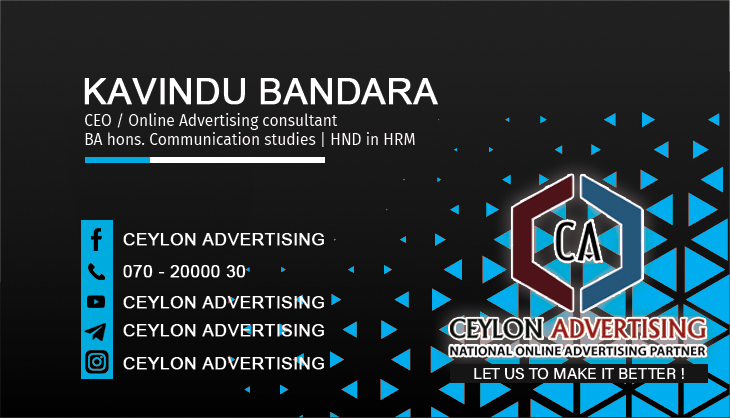 KAVINDU BANDARA
CEO / Online Advertising consultant
BA hons. Communication studies | HND in HRM
CEYLON ADVERTISING
070 - 20000 30
CEYLON ADVERTISING
CEYLON ADVERTISING
CEYLON ADVERTISING
CA
CEYLON ADVERTISING
NATIONAL ONLINE ADVERTISING PARTNER
LET US TO MAKE IT BETTER !